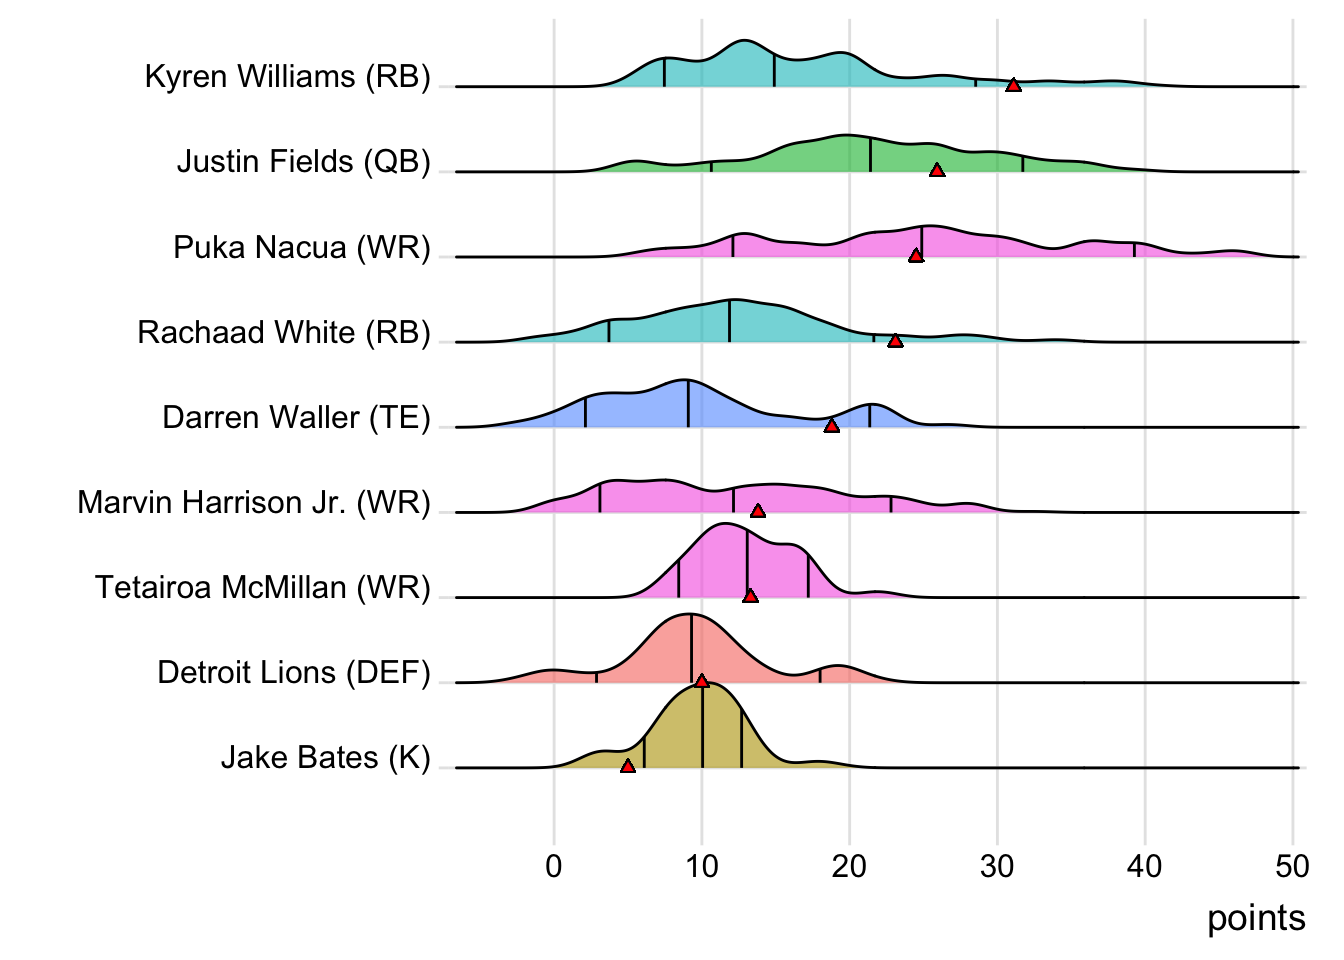 Kyren Williams (RB)
Justin Fields (QB)
Puka Nacua (WR)
Rachaad White (RB)
Darren Waller (TE)
Marvin Harrison Jr. (WR)
Tetairoa McMillan (WR)
Detroit Lions (DEF)
Jake Bates (K)
0 10 20 30 40 50
points